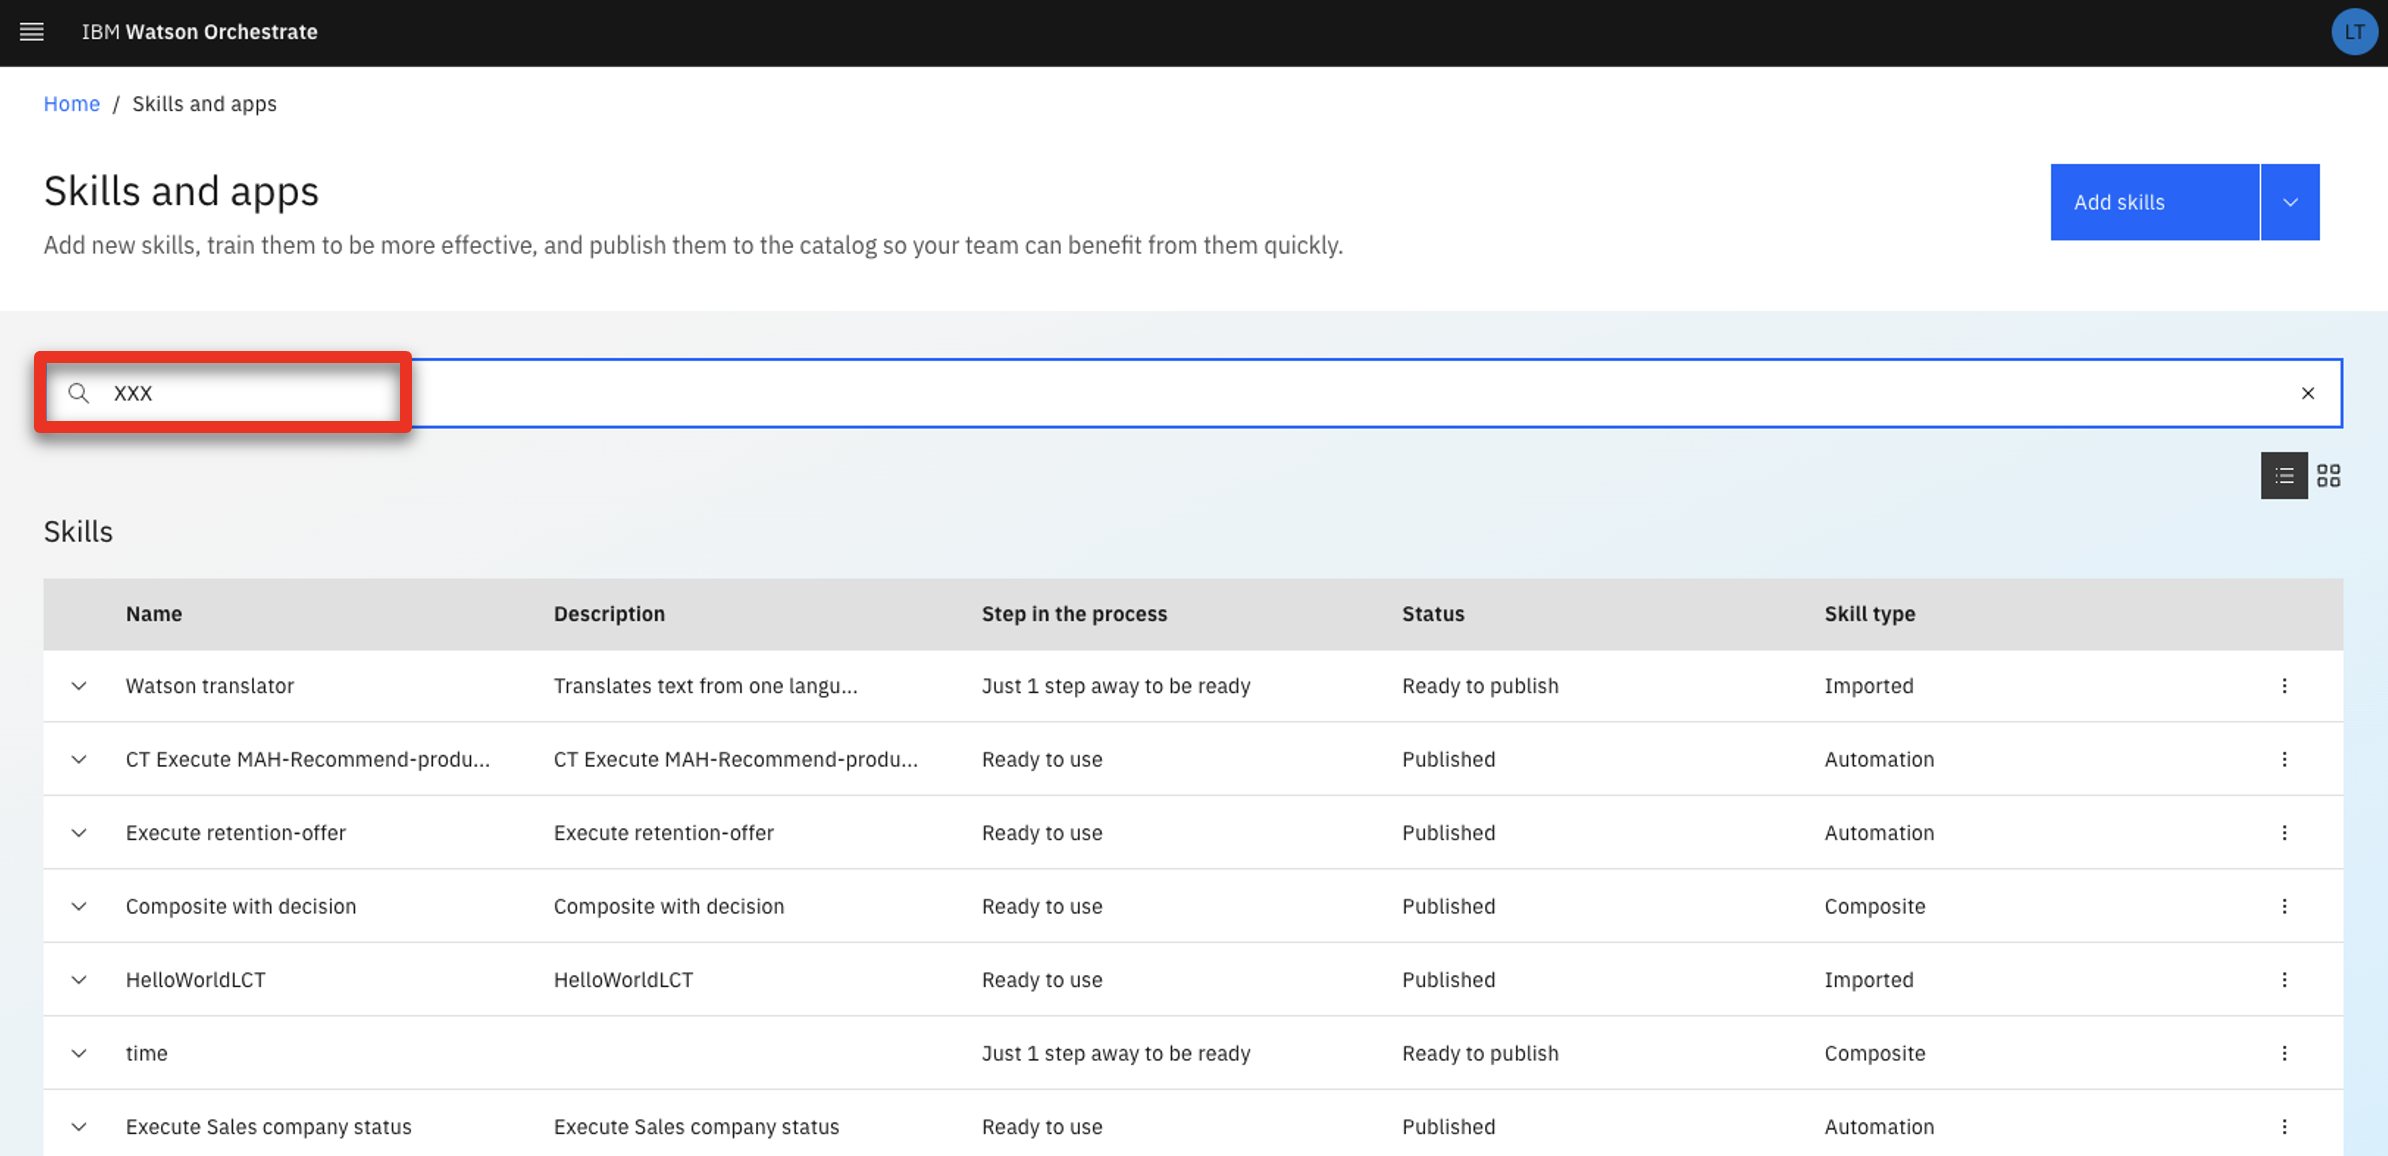 IBM Watson Orchestrate LT
Home / Skills and apps
Skills and apps
Add new skills, train them to be more effective, and publish them to the catalog so your team can benefit from them quickly.
Add skills
XXX
Skills
Name Description Step in the process Status Skill type
Watson translator Translates text from one langu... Just 1 step away to be ready Ready to publish Imported
CT Execute MAH-Recommend-produ... CT Execute MAH-Recommend-produ... Ready to use Published Automation
Execute retention-offer Execute retention-offer Ready to use Published Automation
Composite with decision Composite with decision Ready to use Published Composite
HelloWorldLCT HelloWorldLCT Ready to use Published Imported
time Just 1 step away to be ready Ready to publish Composite
Execute Sales company status Execute Sales company status Ready to use Published Automation